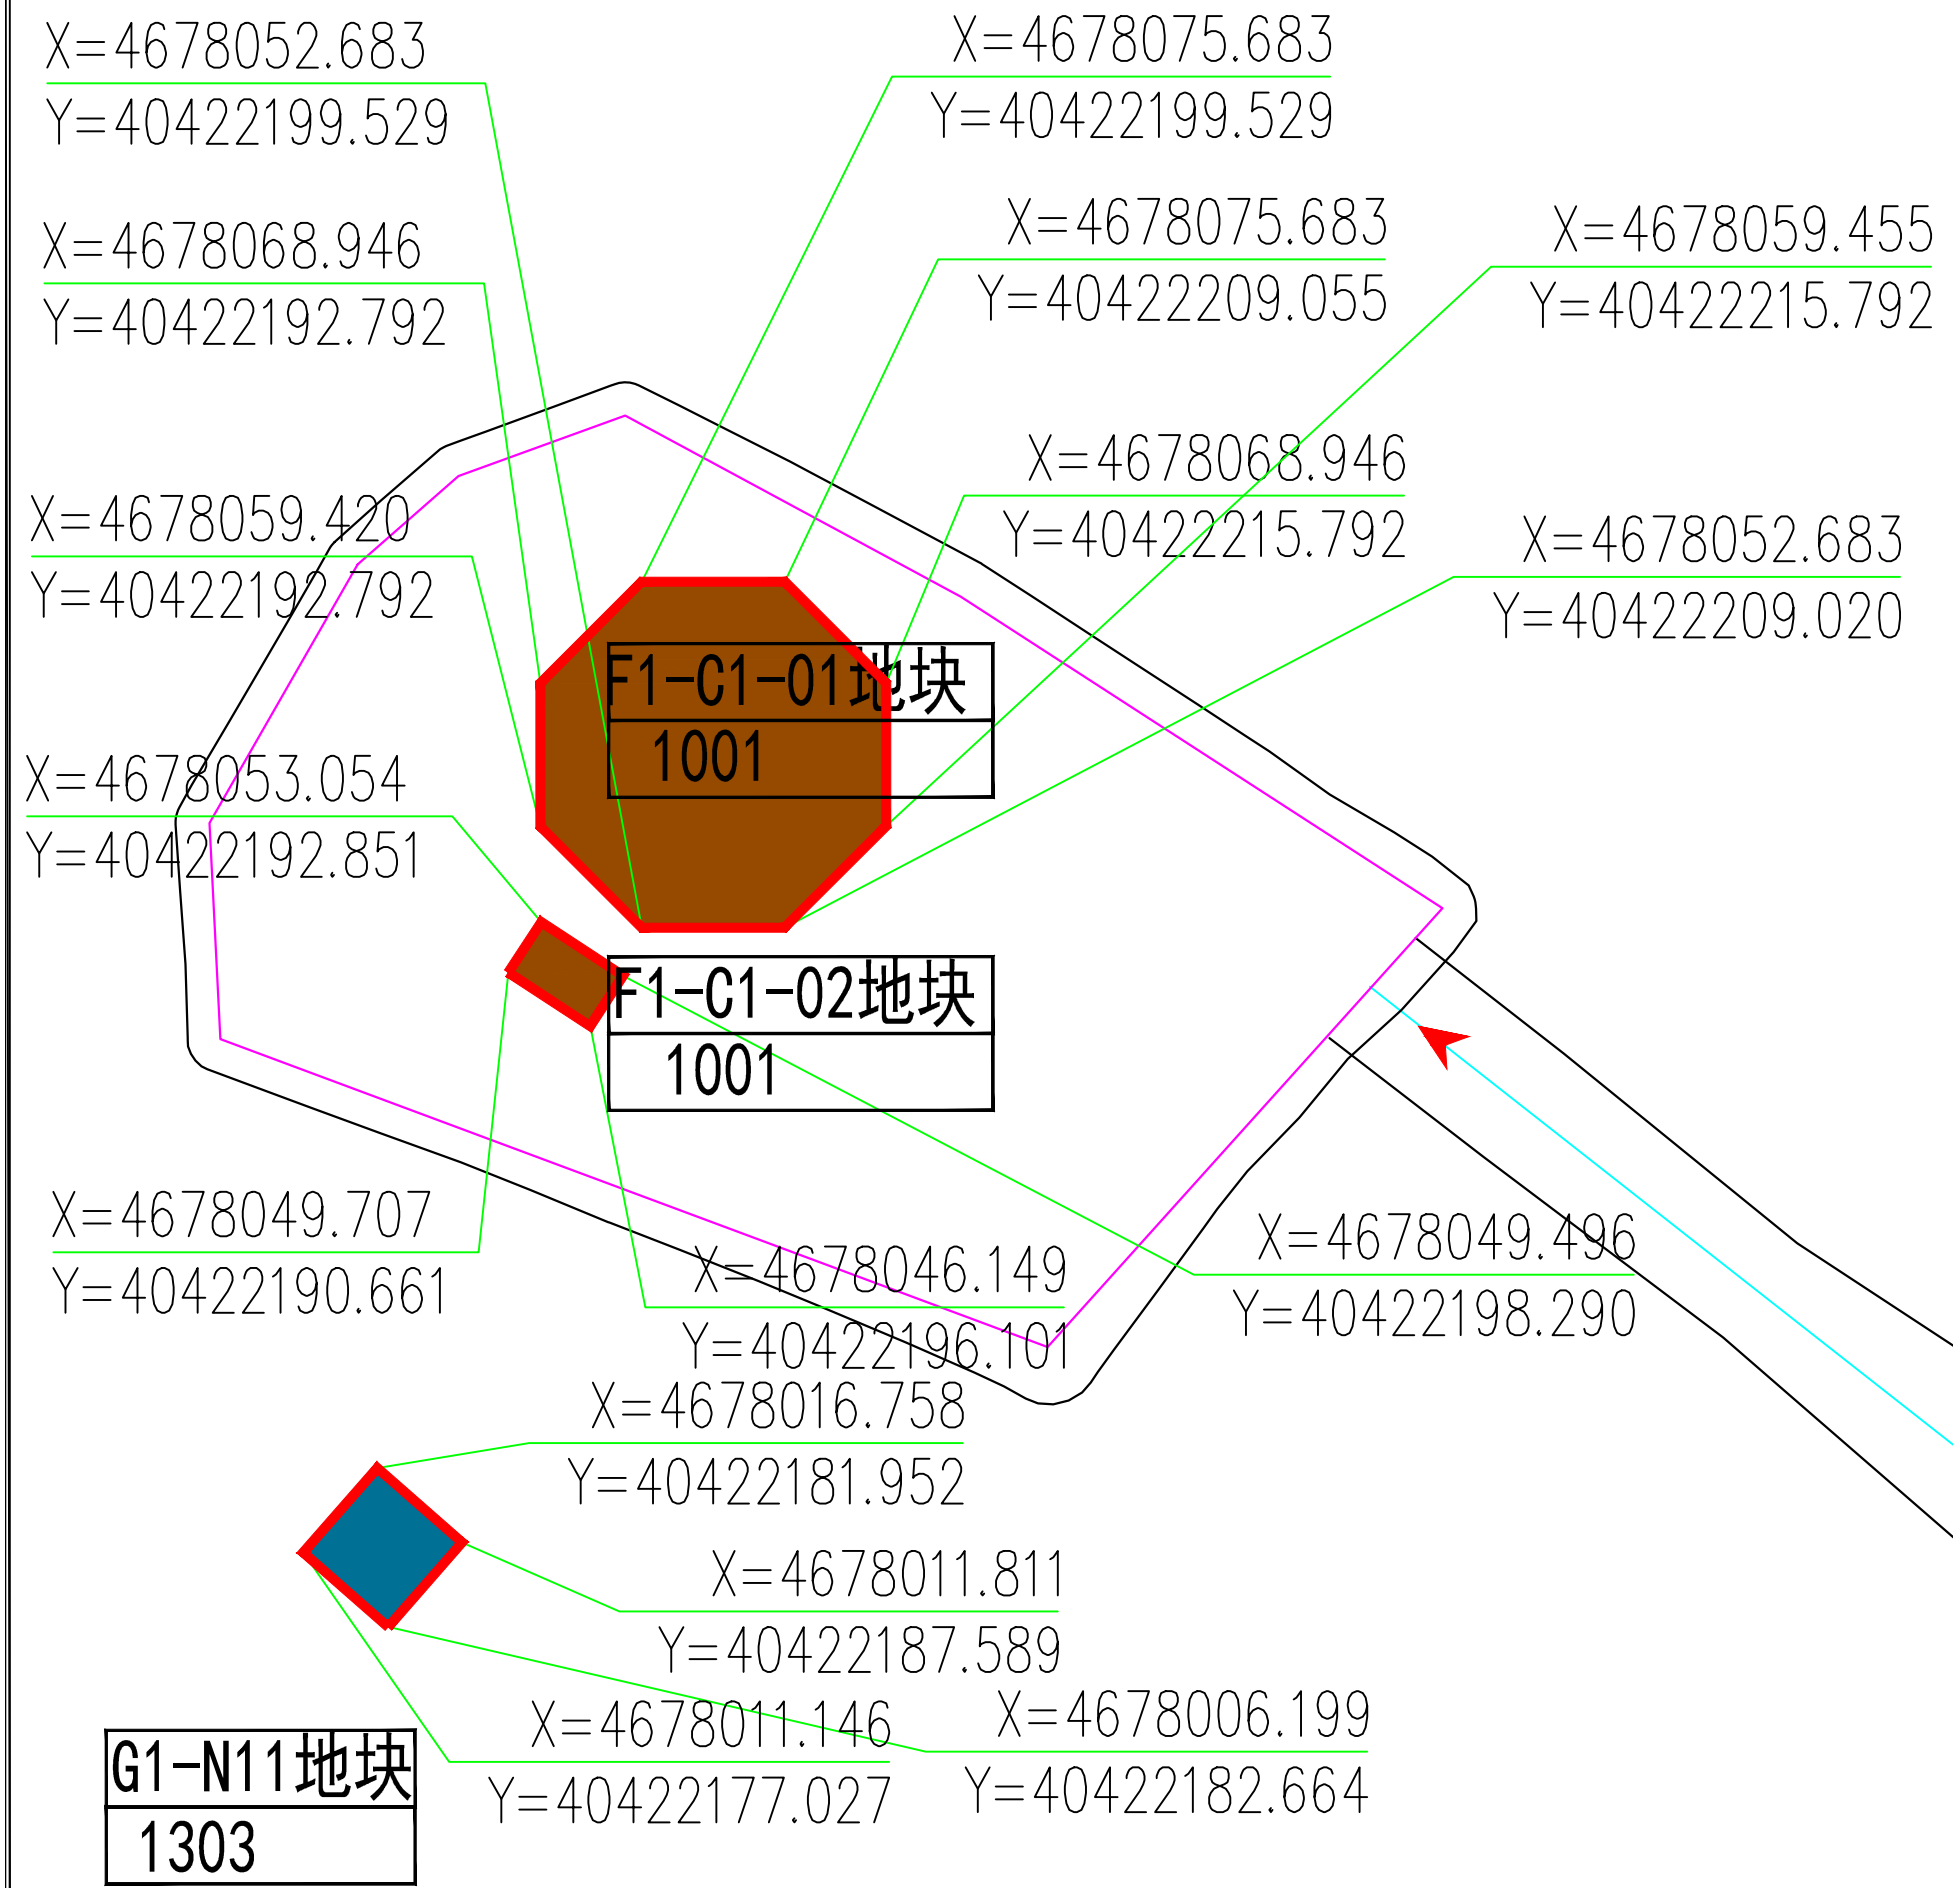 X=4678052.683
Y=40422199.529
X=4678075.683
Y=40422199.529
X=4678068.946
Y=40422192.792
X=4678075.683
Y=40422209.055
X=4678059.455
Y=40422215.792
X=4678059.420
Y=40422192.792
X=4678068.946
Y=40422215.792
X=4678052.683
Y=40422209.020
F1-C1-01地块
1001
X=4678053.054
Y=40422192.851
F1-C1-02地块
1001
X=4678049.707
Y=40422190.661
X=4678046.149
Y=40422196.101
X=4678049.496
Y=40422198.290
X=4678016.758
Y=40422181.952
X=4678011.811
Y=40422187.589
X=4678011.146
Y=40422177.027
X=4678006.199
Y=40422182.664
G1-N11地块
1303